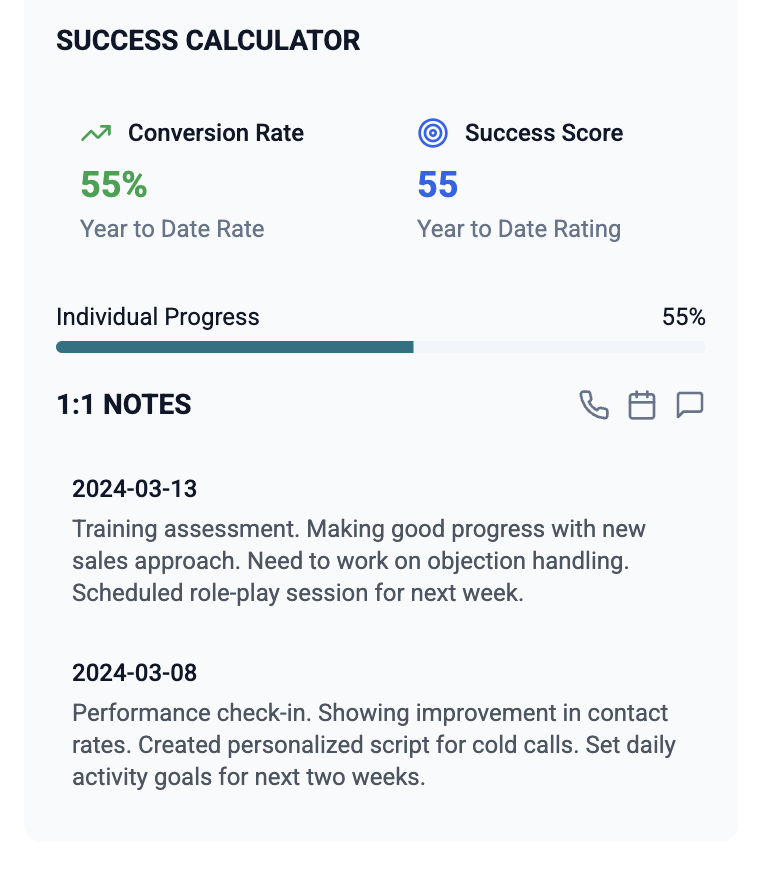 SUCCESS CALCULATOR
Conversion Rate
55%
Year to Date Rate
Success Score
55
Year to Date Rating
Individual Progress
55%
1:1 NOTES
2024-03-13
Training assessment. Making good progress with new
sales approach. Need to work on objection handling.
Scheduled role-play session for next week.
2024-03-08
Performance check-in. Showing improvement in contact
rates. Created personalized script for cold calls. Set daily
activity goals for next two weeks.